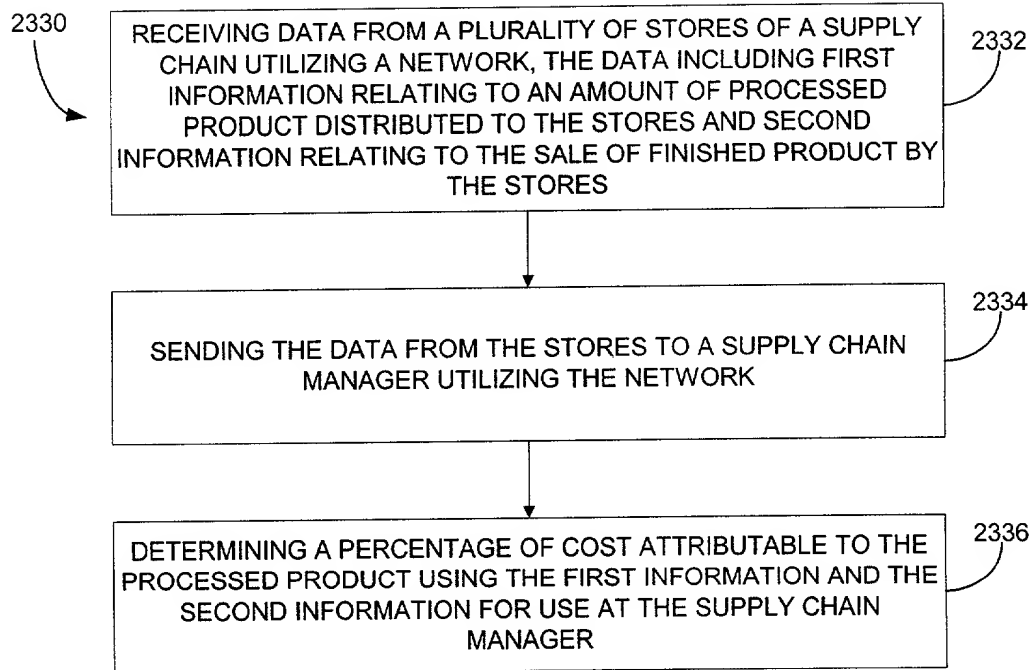 2330
RECEIVING DATA FROM A PLURALITY OF STORES OF A SUPPLY
CHAIN UTILIZING A NETWORK, THE DATA INCLUDING FIRST
INFORMATION RELATING TO AN AMOUNT OF PROCESSED
PRODUCT DISTRIBUTED TO THE STORES AND SECOND
INFORMATION RELATING TO THE SALE OF FINISHED PRODUCT BY
THE STORES
2332
SENDING THE DATA FROM THE STORES TO A SUPPLY CHAIN
MANAGER UTILIZING THE NETWORK
2334
DETERMINING A PERCENTAGE OF COST ATTRIBUTABLE TO THE
PROCESSED PRODUCT USING THE FIRST INFORMATION AND THE
SECOND INFORMATION FOR USE AT THE SUPPLY CHAIN
MANAGER
2336